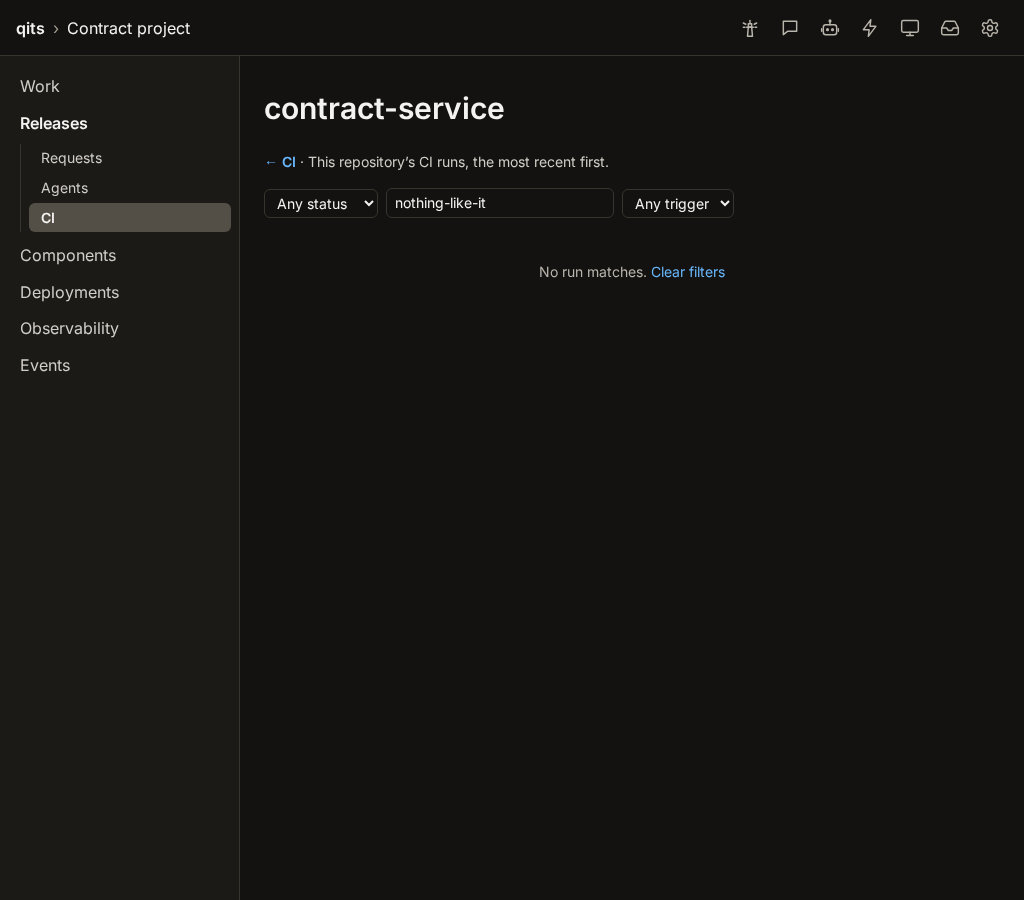 qits › Contract project
Work
Releases
Requests
Agents
CI
Components
Deployments
Observability
Events
contract-service
← CI · This repository’s CI runs, the most recent first.
Any status nothing-like-it Any trigger
No run matches. Clear filters